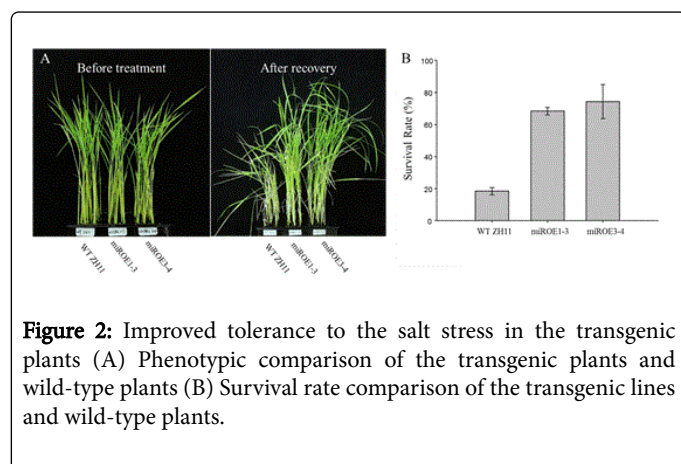 A
Before treatment
After recovery
WT ZH11
miROE1-3
miROE3-4
WT ZH11
miROE1-3
miROE3-4
B
Survival Rate (%)
100
80
60
40
20
0
WT ZH11
miROE1-3
miROE3-4
Figure 2: Improved tolerance to the salt stress in the transgenic
plants (A) Phenotypic comparison of the transgenic plants and
wild-type plants (B) Survival rate comparison of the transgenic lines
and wild-type plants.